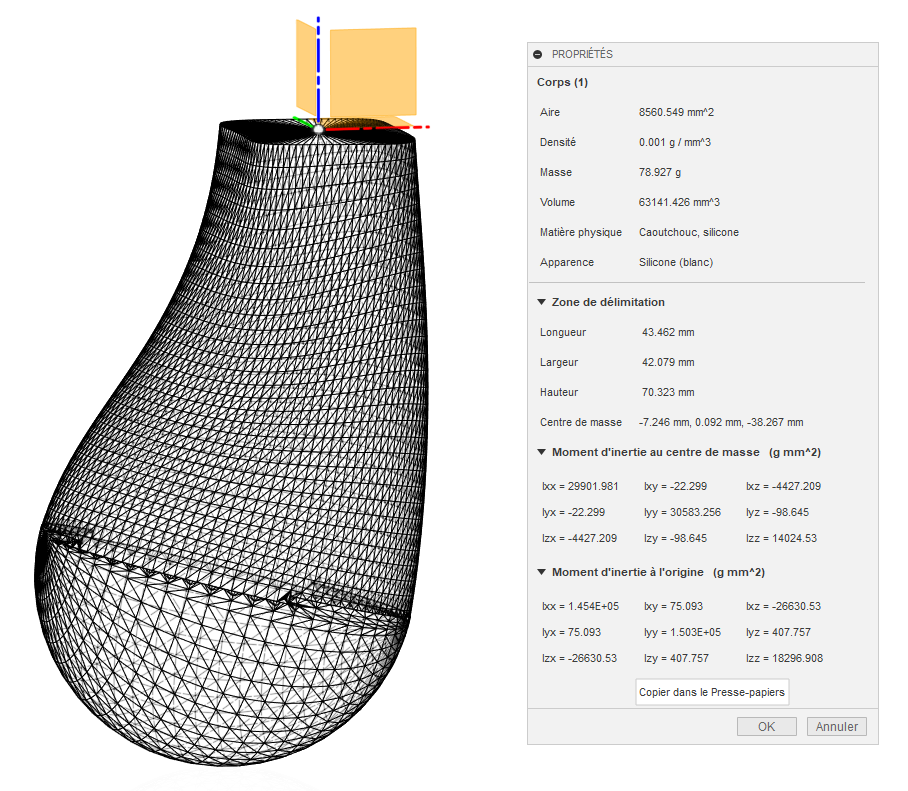 PROPRIÉTÉS
Corps (1)
Aire 8560.549 mm^2
Densité 0.001 g / mm^3
Masse 78.927 g
Volume 63141.426 mm^3
Matière physique Caoutchouc, silicone
Apparence Silicone (blanc)
Zone de délimitation
Longueur 43.462 mm
Largeur 42.079 mm
Hauteur 70.323 mm
Centre de masse -7.246 mm, 0.092 mm, -38.267 mm
Moment d'inertie au centre de masse (g mm^2)
Ixx = 29901.981 Ixy = -22.299 Ixz = -4427.209
Iyx = -22.299 Iyy = 30583.256 Iyz = -98.645
Izx = -4427.209 Izy = -98.645 Izz = 14024.53
Moment d'inertie à l'origine (g mm^2)
Ixx = 1.454E+05 Ixy = 75.093 Ixz = -26630.53
Iyx = 75.093 Iyy = 1.503E+05 Iyz = 407.757
Izx = -26630.53 Izy = 407.757 Izz = 18296.908
Copier dans le Presse-papiers
OK Annuler